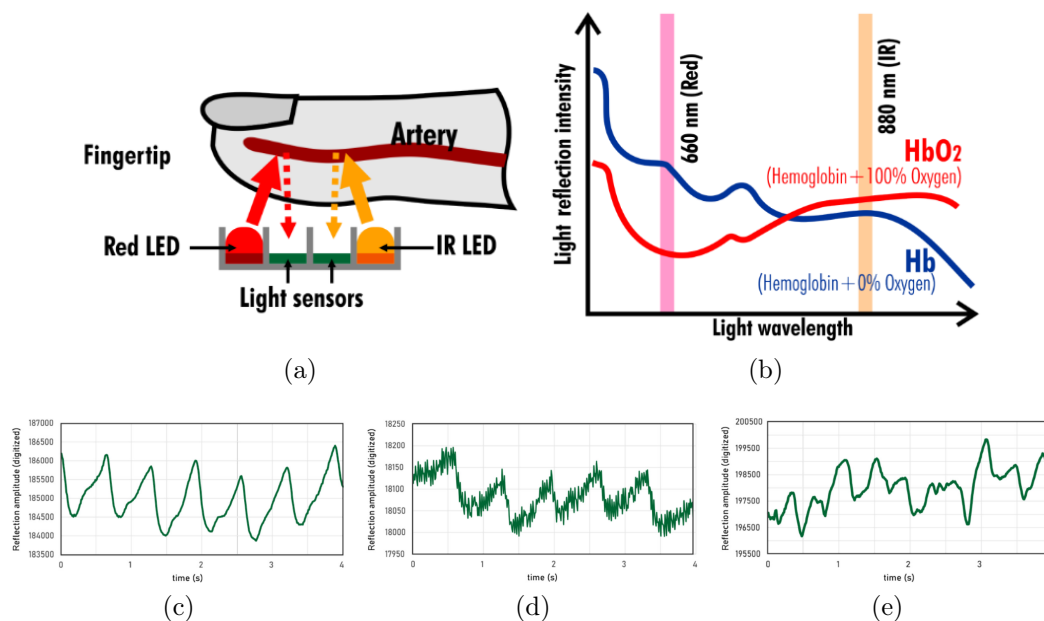 Fingertip
Artery
Red LED
IR LED
Light sensors
(a)
Light reflection intensity
660 nm (Red)
880 nm (IR)
HbO2
(Hemoglobin + 100% Oxygen)
Hb
(Hemoglobin + 0% Oxygen)
Light wavelength
(b)
Reflection amplitude (digitized)
187000
186500
186000
185000
184500
184000
183500
0
1
2
3
4
time (s)
(c)
Reflection amplitude (digitized)
18250
18200
18150
18100
18050
18000
17950
0
1
2
3
4
time (s)
(d)
Reflection amplitude (digitized)
200500
199500
198500
197500
196500
195500
0
1
2
3
time (s)
(e)